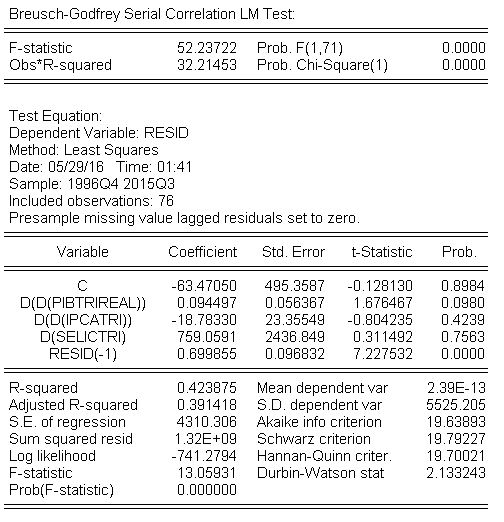 Breusch-Godfrey Serial Correlation LM Test:
F-statistic 52.23722 Prob. F(1,71) 0.0000
Obs*R-squared 32.21453 Prob. Chi-Square(1) 0.0000
Test Equation:
Dependent Variable: RESID
Method: Least Squares
Date: 05/29/16 Time: 01:41
Sample: 1996Q4 2015Q3
Included observations: 76
Presample missing value lagged residuals set to zero.
Variable Coefficient Std. Error t-Statistic Prob.
C -63.47050 495.3587 -0.128130 0.8984
D(D(PIBTRIREAL)) 0.094497 0.056367 1.676467 0.0980
D(D(IPCATRI)) -18.78330 23.35549 -0.804235 0.4239
D(SELICTRI) 759.0591 2436.849 0.311492 0.7563
RESID(-1) 0.699855 0.096832 7.227532 0.0000
R-squared 0.423875 Mean dependent var 2.39E-13
Adjusted R-squared 0.391418 S.D. dependent var 5525.205
S.E. of regression 4310.306 Akaike info criterion 19.63893
Sum squared resid 1.32E+09 Schwarz criterion 19.79227
Log likelihood -741.2794 Hannan-Quinn criter. 19.70021
F-statistic 13.05931 Durbin-Watson stat 2.133243
Prob(F-statistic) 0.000000